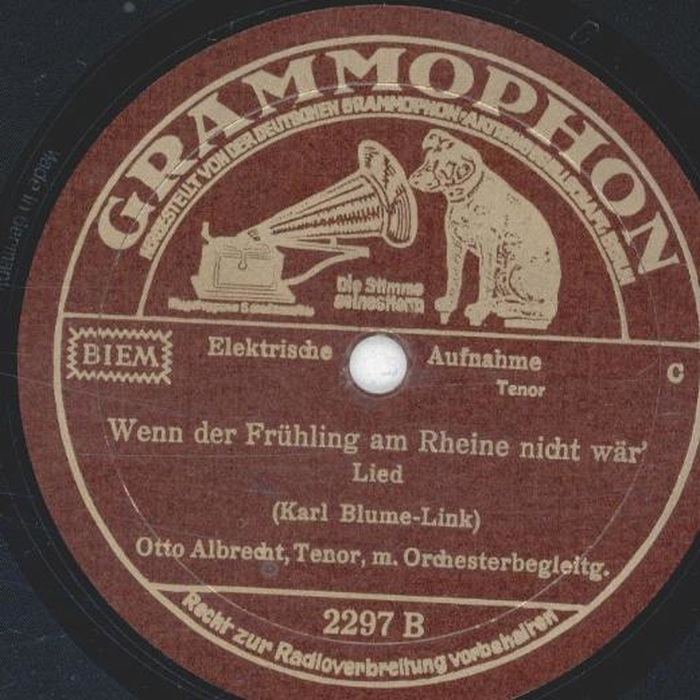 GRAMMOPHON
HERGESTELLT VON DER DEUTSCHEN GRAMMOPHON-AKTIENGESELLSCHAFT, BERLIN
Die Stimme
seines Herrn
BIEM
Elektrische Aufnahme
C
Tenor
Wenn der Frühling am Rheine nicht wär'
Lied
(Karl Blume-Link)
Otto Albrecht, Tenor, m. Orchesterbegleitg.
2297 B
Recht zur Radioverbreitung vorbehalten
Made in Germany